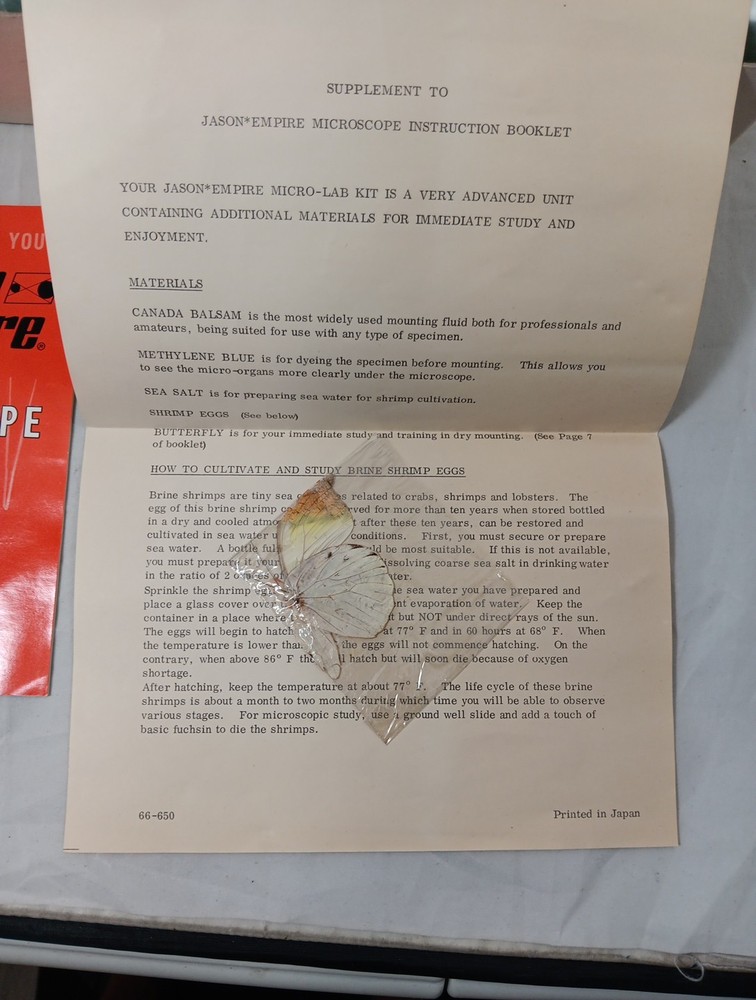 SUPPLEMENT TO
JASON*EMPIRE MICROSCOPE INSTRUCTION BOOKLET
YOUR JASON*EMPIRE MICRO-LAB KIT IS A VERY ADVANCED UNIT
CONTAINING ADDITIONAL MATERIALS FOR IMMEDIATE STUDY AND
ENJOYMENT.
MATERIALS
CANADA BALSAM is the most widely used mounting fluid both for professionals and
amateurs, being suited for use with any type of specimen.
METHYLENE BLUE is for dyeing the specimen before mounting. This allows you
to see the micro-organs more clearly under the microscope.
SEA SALT is for preparing sea water for shrimp cultivation.
SHRIMP EGGS (See below)
BUTTERFLY is for your immediate study and training in dry mounting. (See Page 7
of booklet)
HOW TO CULTIVATE AND STUDY BRINE SHRIMP EGGS
Brine shrimps are tiny sea related to crabs, shrimps and lobsters. The
egg of this brine shrimp for more than ten years when stored bottled
in a dry and cooled after these ten years, can be restored and
cultivated in sea water conditions. First, you must secure or prepare
sea water. A bottle be most suitable. If this is not available,
you must prepare it dissolving coarse sea salt in drinking water
in the ratio of 2
Sprinkle the shrimp sea water you have prepared and
place a glass cover evaporation of water. Keep the
container in a place where but NOT under direct rays of the sun.
The eggs will begin to hatch at 77° F and in 60 hours at 68° F. When
the temperature is lower the eggs will not commence hatching. On the
contrary, when above 86° F hatch but will soon die because of oxygen
shortage.
After hatching, keep the temperature at about 77° F. The life cycle of these brine
shrimps is about a month to two months during which time you will be able to observe
various stages. For microscopic study, use a ground well slide and add a touch of
basic fuchsin to die the shrimps.
66-650
Printed in Japan
YOU
re®
PE